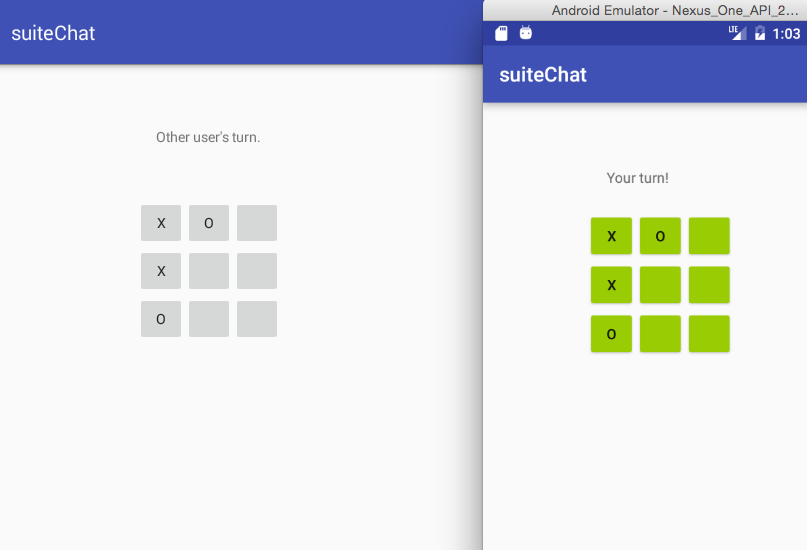 suiteChat
Other user's turn.
X O
X
O
Android Emulator - Nexus_One_API_2...
LTE 1:03
suiteChat
Your turn!
X O
X
O